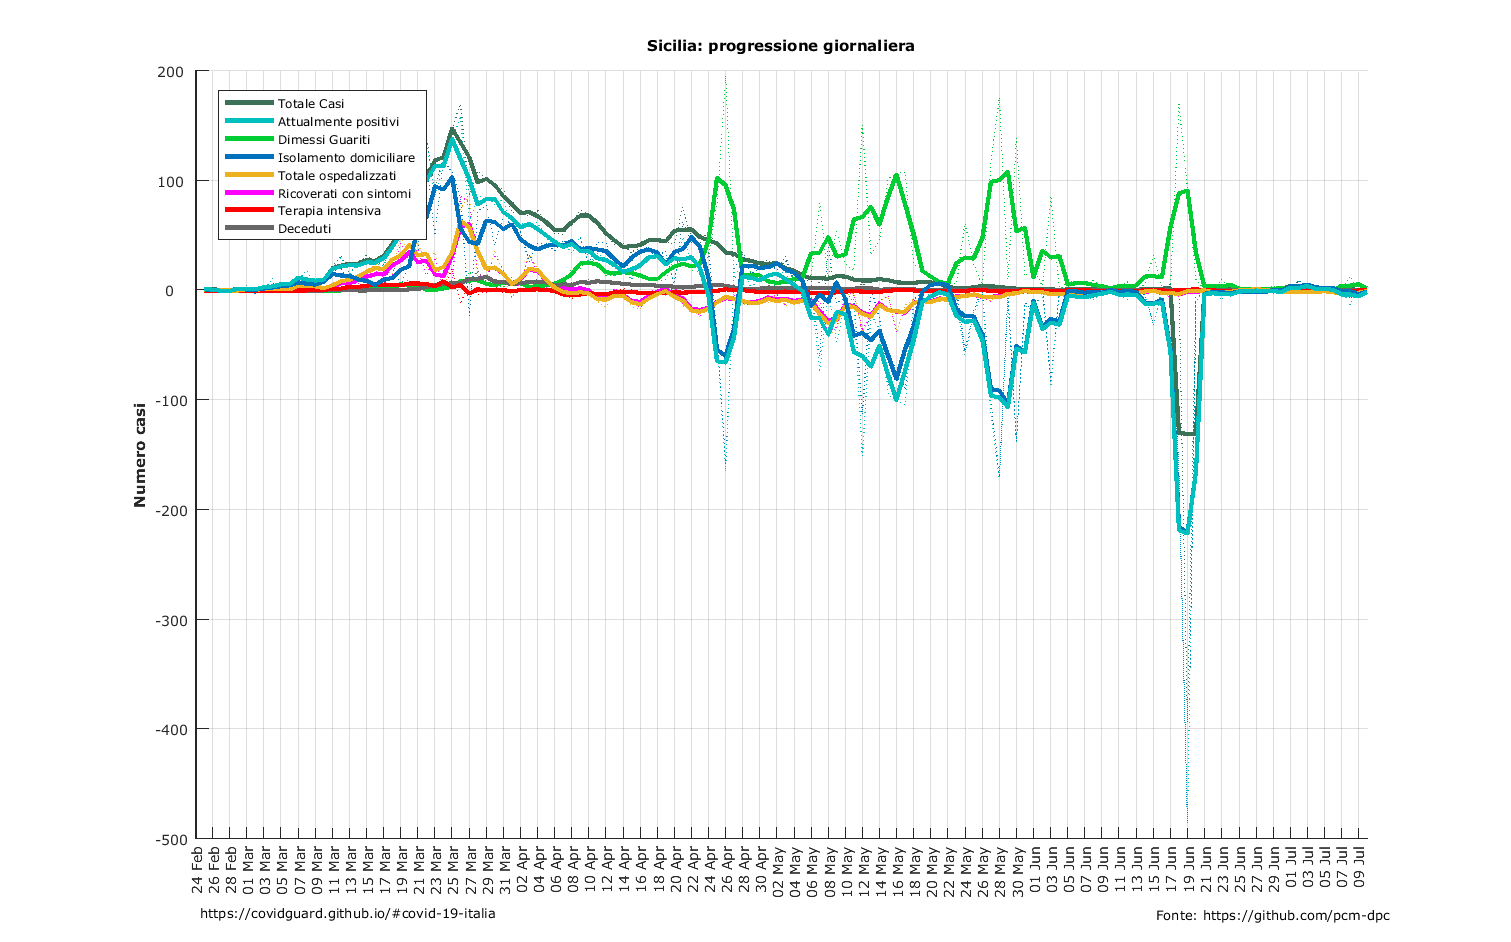 Sicilia: progressione giornaliera
200
100
0
-100
-200
-300
-400
-500
Numero casi
Totale Casi
Attualmente positivi
Dimessi Guariti
Isolamento domiciliare
Totale ospedalizzati
Ricoverati con sintomi
Terapia intensiva
Deceduti
24 Feb
26 Feb
28 Feb
01 Mar
03 Mar
05 Mar
07 Mar
09 Mar
11 Mar
13 Mar
15 Mar
17 Mar
19 Mar
21 Mar
23 Mar
25 Mar
27 Mar
29 Mar
31 Mar
02 Apr
04 Apr
06 Apr
08 Apr
10 Apr
12 Apr
14 Apr
16 Apr
18 Apr
20 Apr
22 Apr
24 Apr
26 Apr
28 Apr
30 Apr
02 May
04 May
06 May
08 May
10 May
12 May
14 May
16 May
18 May
20 May
22 May
24 May
26 May
28 May
30 May
01 Jun
03 Jun
05 Jun
07 Jun
09 Jun
11 Jun
13 Jun
15 Jun
17 Jun
19 Jun
21 Jun
23 Jun
25 Jun
27 Jun
29 Jun
01 Jul
03 Jul
05 Jul
07 Jul
09 Jul
https://covidguard.github.io/#covid-19-italia
Fonte: https://github.com/pcm-dpc